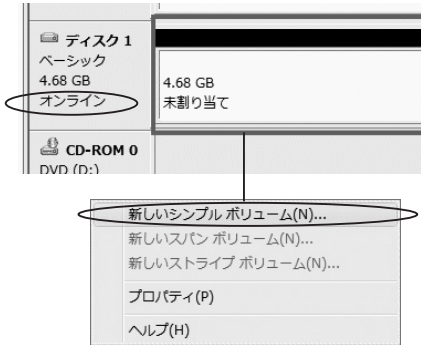 ディスク 1
ベーシック
4.68 GB
オンライン
4.68 GB
未割り当て
CD-ROM 0
DVD (D:)
新しいシンプル ボリューム(N)...
新しいスパン ボリューム(N)...
新しいストライプ ボリューム(N)...
プロパティ(P)
ヘルプ(H)